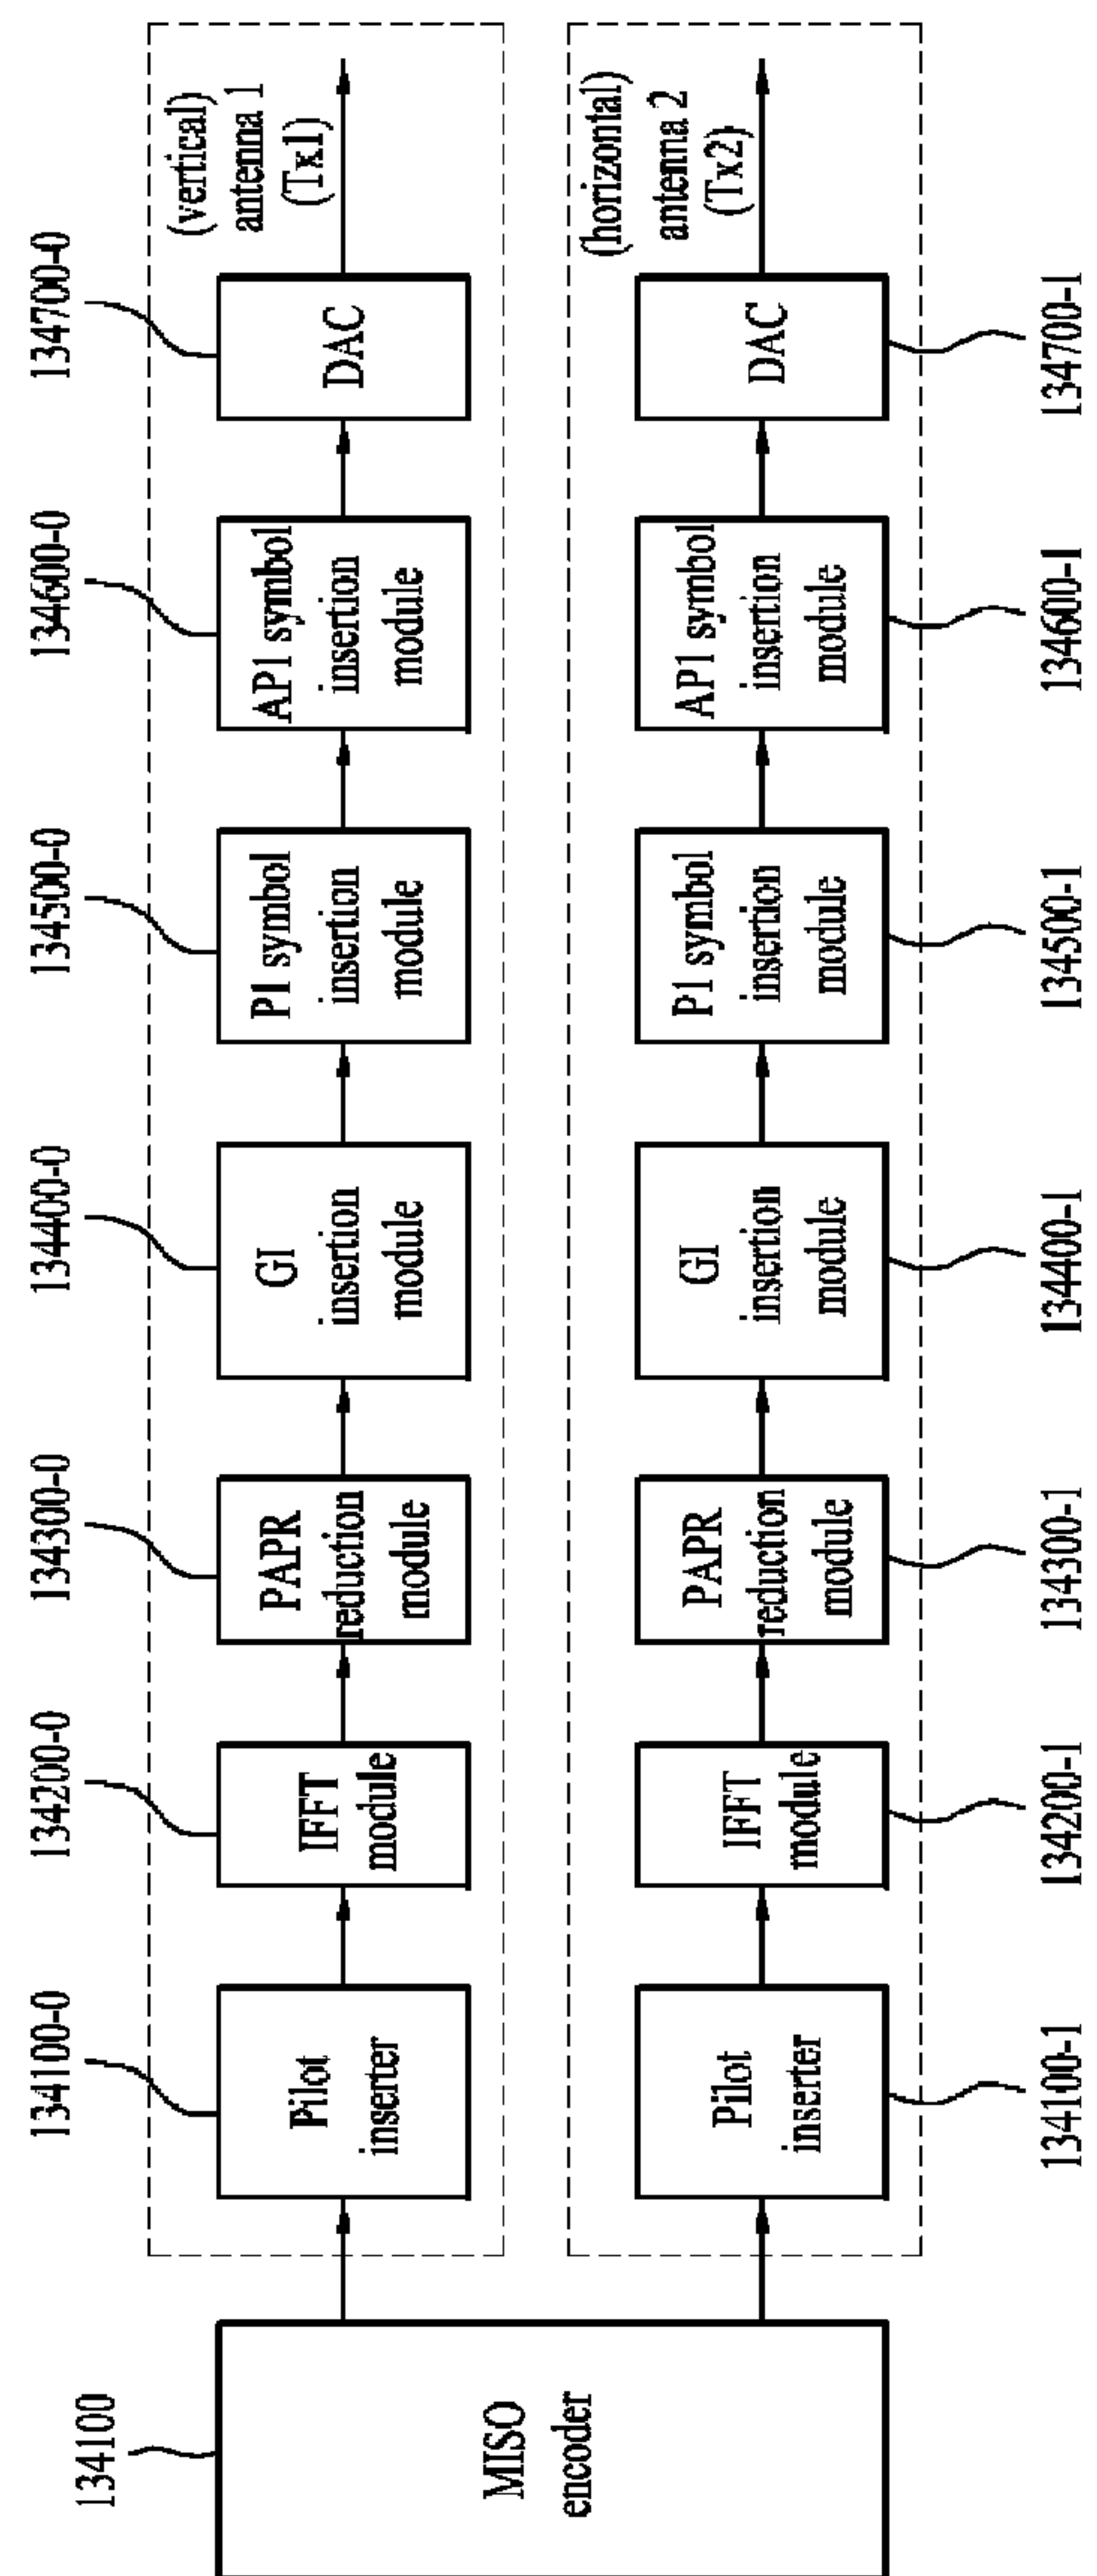 134100
MISO
encoder
134100-0
134200-0
134300-0
134400-0
134500-0
134600-0
134700-0
Pilot
inserter
IFFT
module
PAPR
reduction
module
GI
insertion
module
P1 symbol
insertion
module
AP1 symbol
insertion
module
DAC
(vertical)
antenna 1
(Tx1)
Pilot
inserter
IFFT
module
PAPR
reduction
module
GI
insertion
module
P1 symbol
insertion
module
AP1 symbol
insertion
module
DAC
(horizontal)
antenna 2
(Tx2)
134100-1
134200-1
134300-1
134400-1
134500-1
134600-1
134700-1